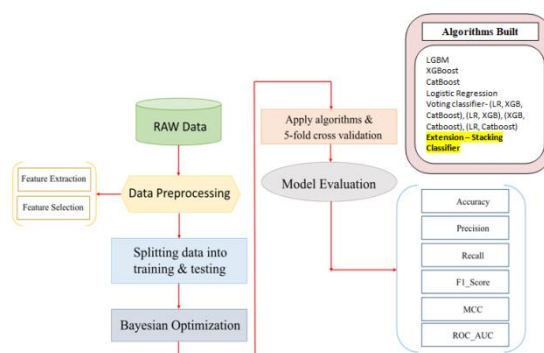 RAW Data
Data Preprocessing
Feature Extraction
Feature Selection
Splitting data into
training & testing
Bayesian Optimization
Apply algorithms &
5-fold cross validation
Model Evaluation
Algorithms Built
LGBM
XGBoost
CatBoost
Logistic Regression
Voting classifier- (LR, XGB,
CatBoost), (LR, XGB), (XGB,
Catboost), (LR, Catboost)
Extension – Stacking
Classifier
Accuracy
Precision
Recall
F1_Score
MCC
ROC_AUC